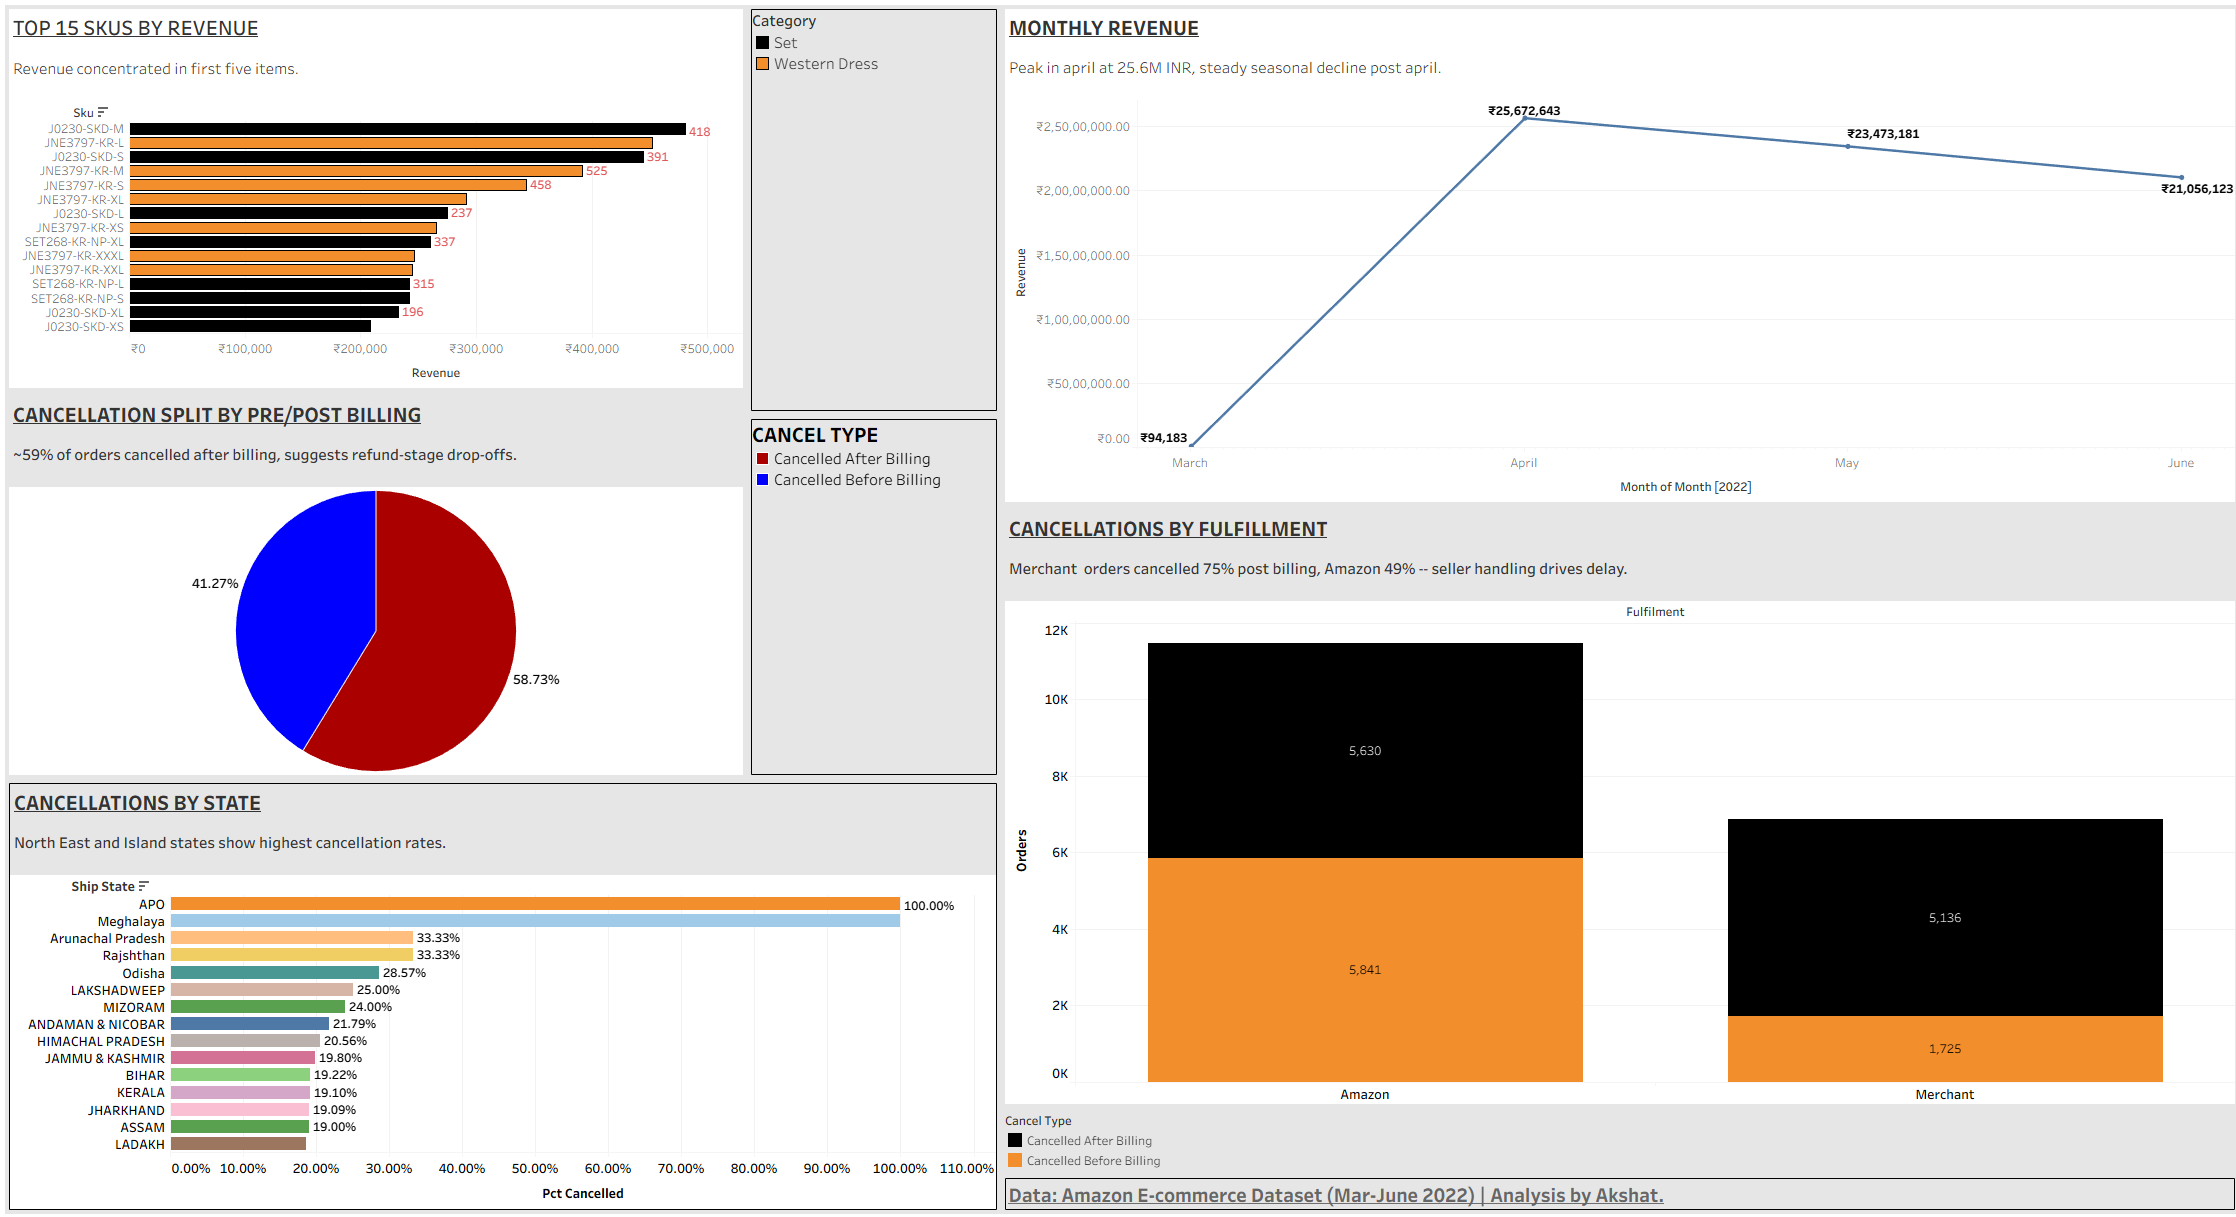 TOP 15 SKUS BY REVENUE
Revenue concentrated in first five items.
Sku
J0230-SKD-M 418
JNE3797-KR-L
J0230-SKD-S 391
JNE3797-KR-M 525
JNE3797-KR-S 458
JNE3797-KR-XL
J0230-SKD-L 237
JNE3797-KR-XS
SET268-KR-NP-XL 337
JNE3797-KR-XXXL
JNE3797-KR-XXL
SET268-KR-NP-L 315
SET268-KR-NP-S
J0230-SKD-XL 196
J0230-SKD-XS
₹0 ₹100,000 ₹200,000 ₹300,000 ₹400,000 ₹500,000
Revenue
Category
Set
Western Dress
MONTHLY REVENUE
Peak in april at 25.6M INR, steady seasonal decline post april.
₹25,672,643
₹2,50,00,000.00
₹23,473,181
₹2,00,00,000.00
₹21,056,123
₹1,50,00,000.00
Revenue
₹1,00,00,000.00
₹50,00,000.00
₹0.00 ₹94,183
March April May June
Month of Month [2022]
CANCELLATION SPLIT BY PRE/POST BILLING
~59% of orders cancelled after billing, suggests refund-stage drop-offs.
41.27%
58.73%
CANCEL TYPE
Cancelled After Billing
Cancelled Before Billing
CANCELLATIONS BY FULFILLMENT
Merchant  orders cancelled 75% post billing, Amazon 49% -- seller handling drives delay.
Fulfilment
12K
10K
5,630
8K
6K
Orders
5,136
4K
5,841
2K
1,725
0K
Amazon Merchant
Cancel Type
Cancelled After Billing
Cancelled Before Billing
CANCELLATIONS BY STATE
North East and Island states show highest cancellation rates.
Ship State
APO 100.00%
Meghalaya
Arunachal Pradesh 33.33%
Rajshthan 33.33%
Odisha 28.57%
LAKSHADWEEP 25.00%
MIZORAM 24.00%
ANDAMAN & NICOBAR 21.79%
HIMACHAL PRADESH 20.56%
JAMMU & KASHMIR 19.80%
BIHAR 19.22%
KERALA 19.10%
JHARKHAND 19.09%
ASSAM 19.00%
LADAKH
0.00% 10.00% 20.00% 30.00% 40.00% 50.00% 60.00% 70.00% 80.00% 90.00% 100.00% 110.00%
Pct Cancelled
Data: Amazon E-commerce Dataset (Mar-June 2022) | Analysis by Akshat.